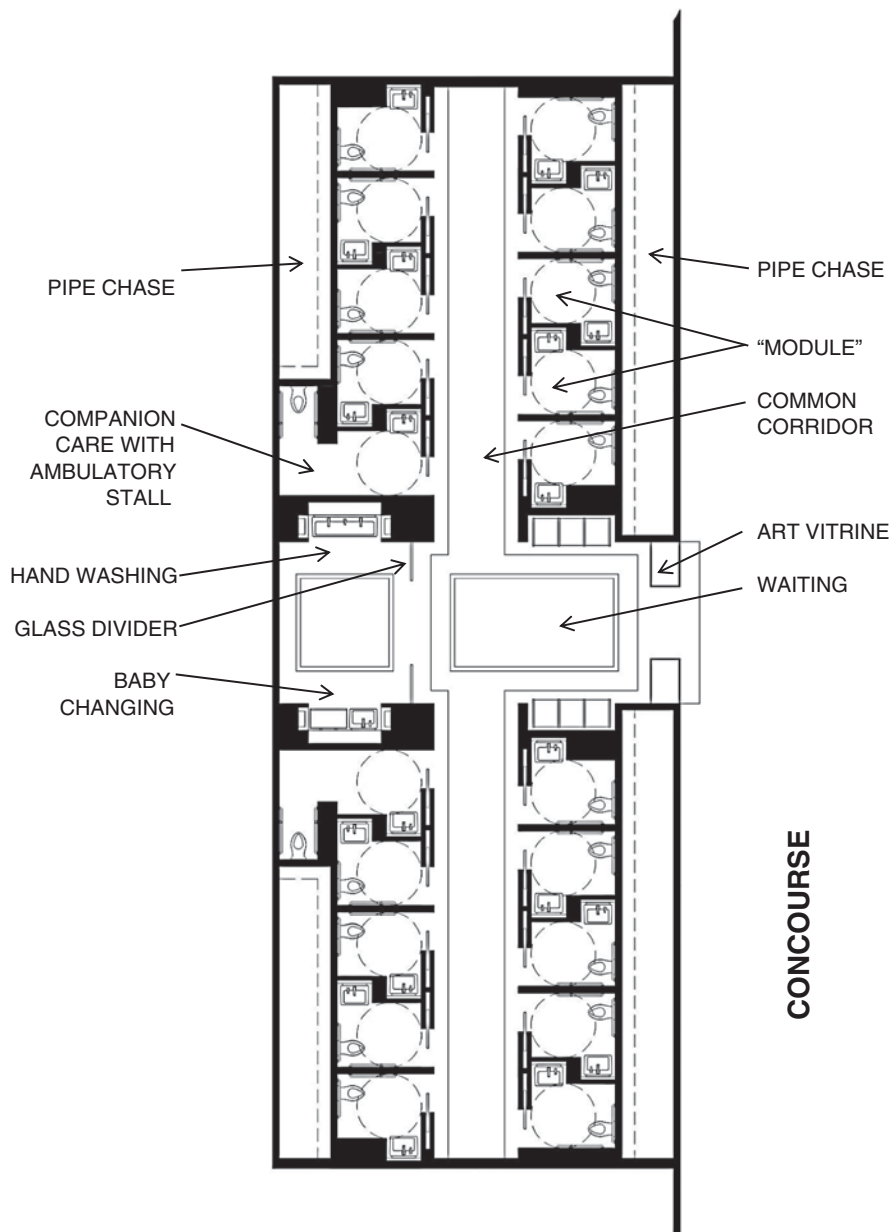 PIPE CHASE
COMPANION
CARE WITH
AMBULATORY
STALL
HAND WASHING
GLASS DIVIDER
BABY
CHANGING
PIPE CHASE
“MODULE”
COMMON
CORRIDOR
ART VITRINE
WAITING
CONCOURSE